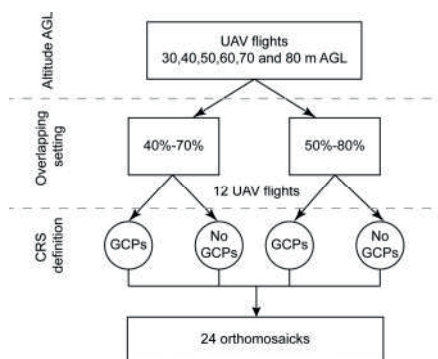 Altitude AGL
UAV flights
30,40,50,60,70 and 80 m AGL
Overlapping
setting
40%-70%
50%-80%
12 UAV flights
CRS
definition
GCPs
No
GCPs
GCPs
No
GCPs
24 orthomosaicks